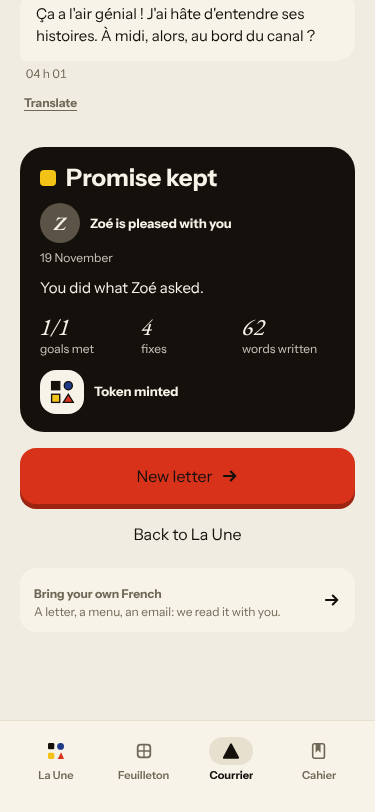 Ça a l'air génial ! J'ai hâte d'entendre ses
histoires. À midi, alors, au bord du canal ?
04 h 01
Translate
Promise kept
Z
Zoé is pleased with you
19 November
You did what Zoé asked.
1/1
goals met
4
fixes
62
words written
Token minted
New letter →
Back to La Une
Bring your own French
A letter, a menu, an email: we read it with you.
→
La Une
Feuilleton
Courrier
Cahier